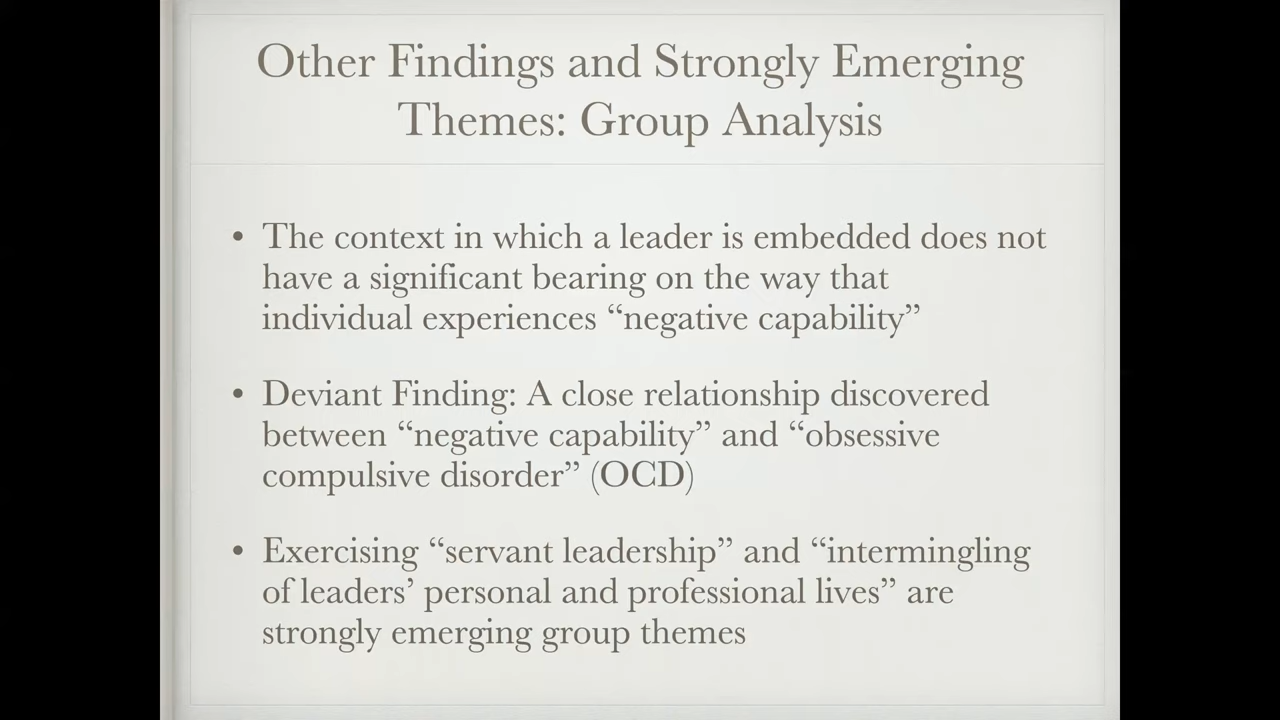 Other Findings and Strongly Emerging
Themes: Group Analysis
• The context in which a leader is embedded does not
have a significant bearing on the way that
individual experiences “negative capability”
• Deviant Finding: A close relationship discovered
between “negative capability” and “obsessive
compulsive disorder” (OCD)
• Exercising “servant leadership” and “intermingling
of leaders’ personal and professional lives” are
strongly emerging group themes